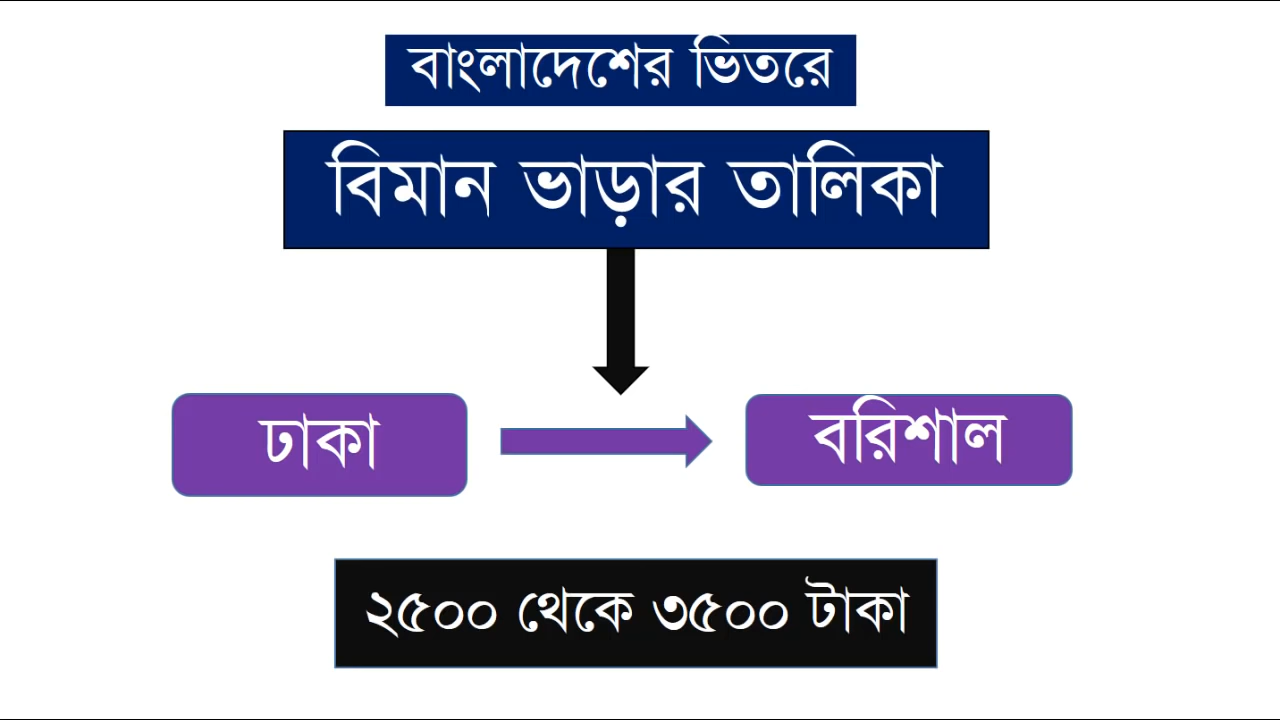 বাংলাদেশের ভিতরে
বিমান ভাড়ার তালিকা
ঢাকা
বরিশাল
২৫০০ থেকে ৩৫০০ টাকা